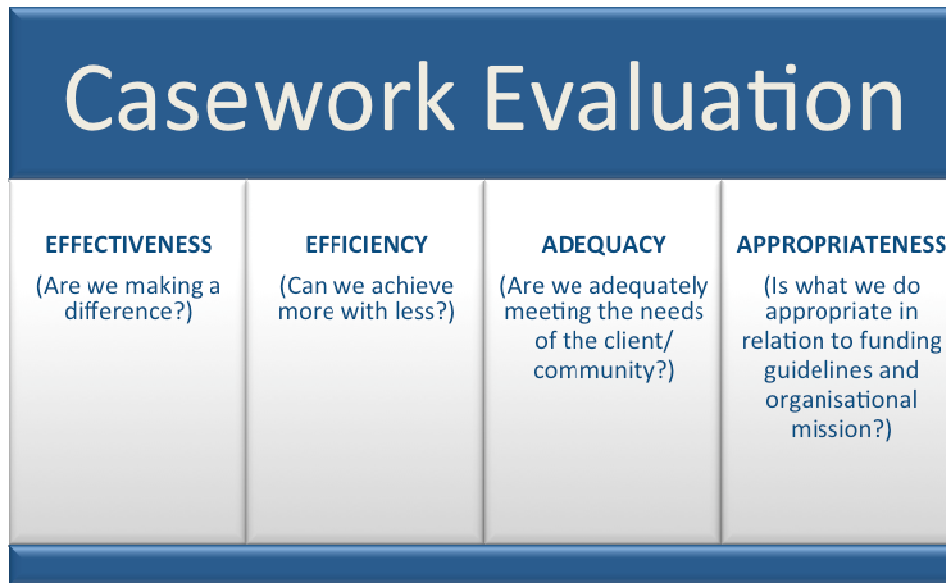 Casework Evaluation
EFFECTIVENESS
(Are we making a
difference?)
EFFICIENCY
(Can we achieve
more with less?)
ADEQUACY
(Are we adequately
meeting the needs
of the client/
community?)
APPROPRIATENESS
(Is what we do
appropriate in
relation to funding
guidelines and
organisational
mission?)